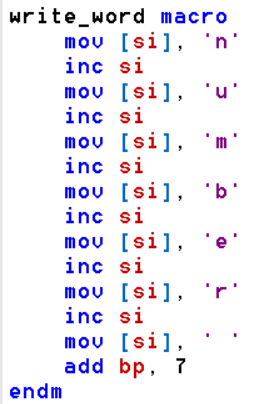 write_word macro
mov [si], 'n'
inc si
mov [si], 'u'
inc si
mov [si], 'm'
inc si
mov [si], 'b'
inc si
mov [si], 'e'
inc si
mov [si], 'r'
inc si
mov [si], ' '
add bp, 7
endm